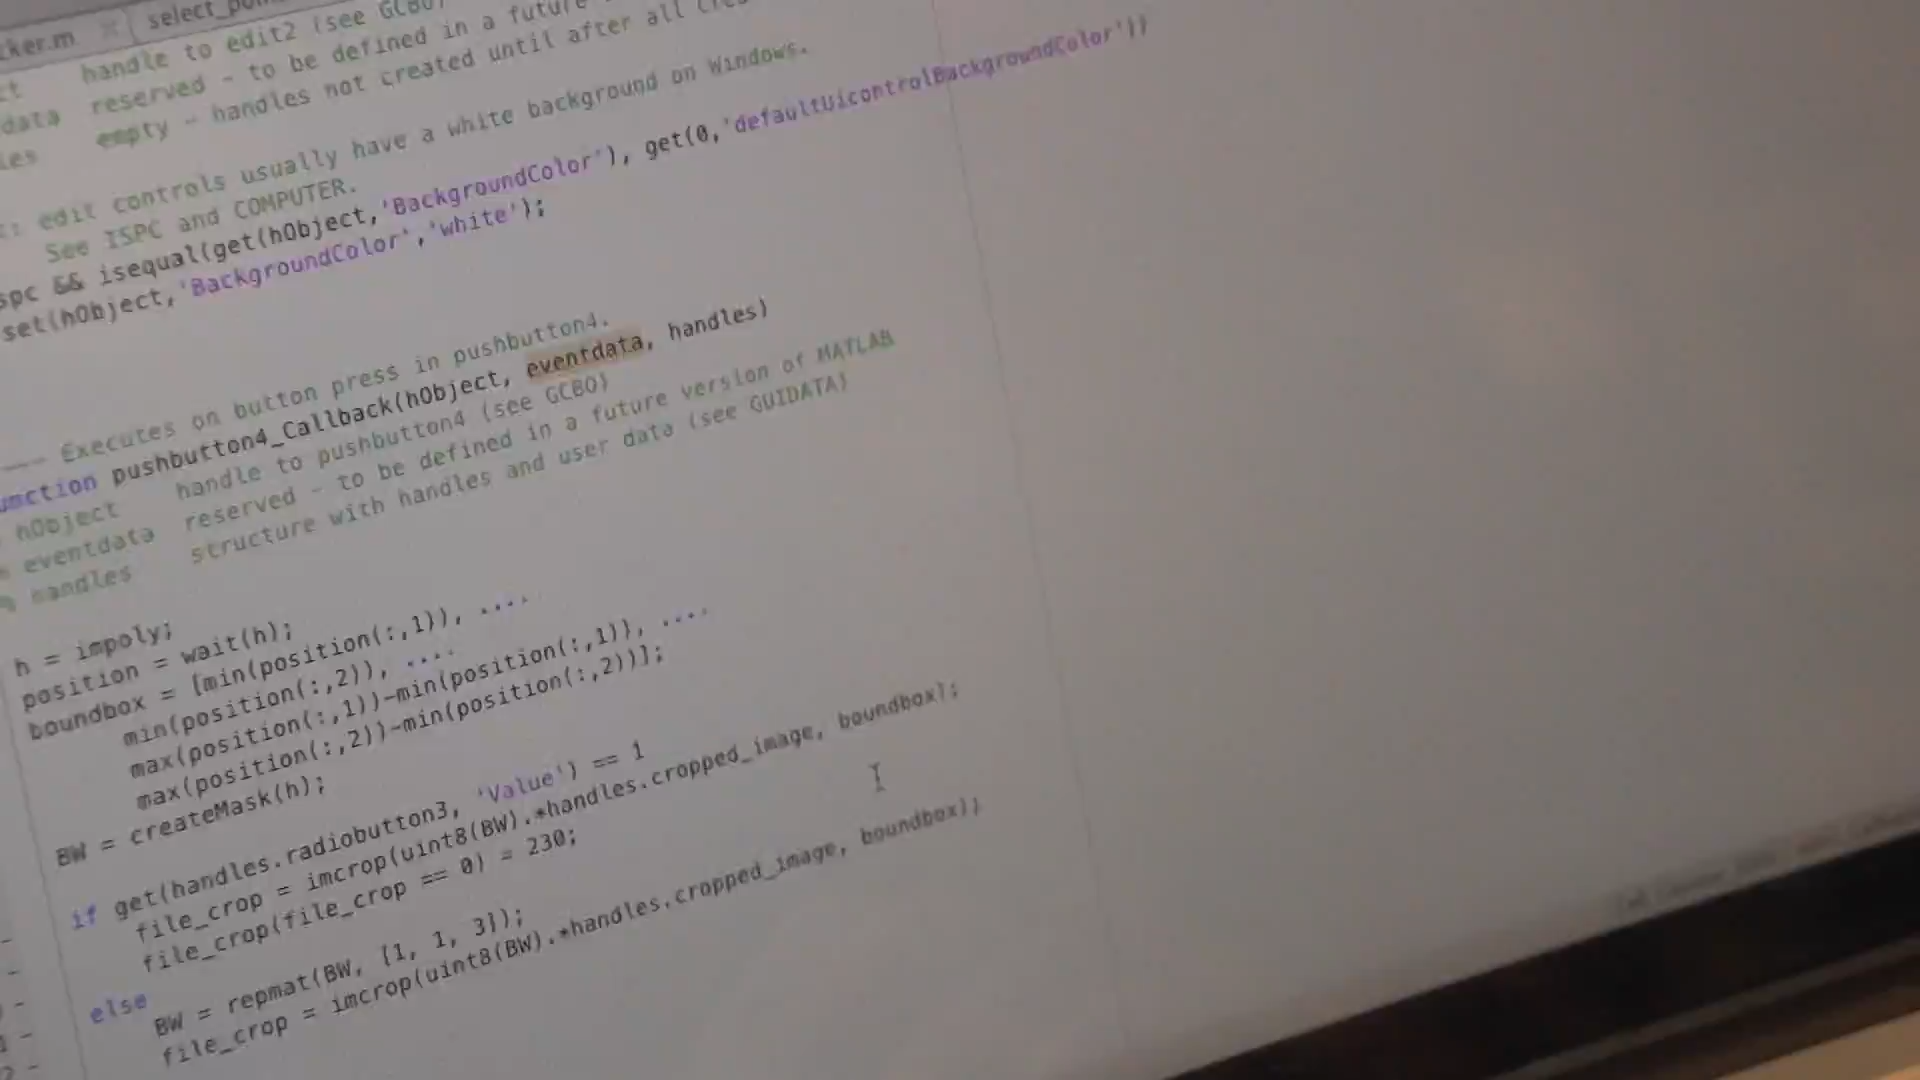 cker.m select_po
ct handle to edit2 (see GCBO)
data reserved - to be defined in a future
les empty - handles not created until after all
: edit controls usually have a white background on Windows.
See ISPC and COMPUTER.
spc && isequal(get(hObject,'BackgroundColor'), get(0,'defaultUicontrolBackgroundColor'))
set(hObject,'BackgroundColor','white');
--- Executes on button press in pushbutton4.
unction pushbutton4_Callback(hObject, eventdata, handles)
hObject handle to pushbutton4 (see GCBO)
% eventdata reserved - to be defined in a future version of MATLAB
% handles structure with handles and user data (see GUIDATA)
h = impoly;
position = wait(h);
boundbox = [min(position(:,1)), ....
min(position(:,2)), ....
max(position(:,1))-min(position(:,1)), ....
max(position(:,2))-min(position(:,2))];
BW = createMask(h);
if get(handles.radiobutton3, 'Value') == 1
file_crop = imcrop(uint8(BW).*handles.cropped_image, boundbox);
file_crop(file_crop == 0) = 230;
else
BW = repmat(BW, [1, 1, 3]);
file_crop = imcrop(uint8(BW).*handles.cropped_image, boundbox);